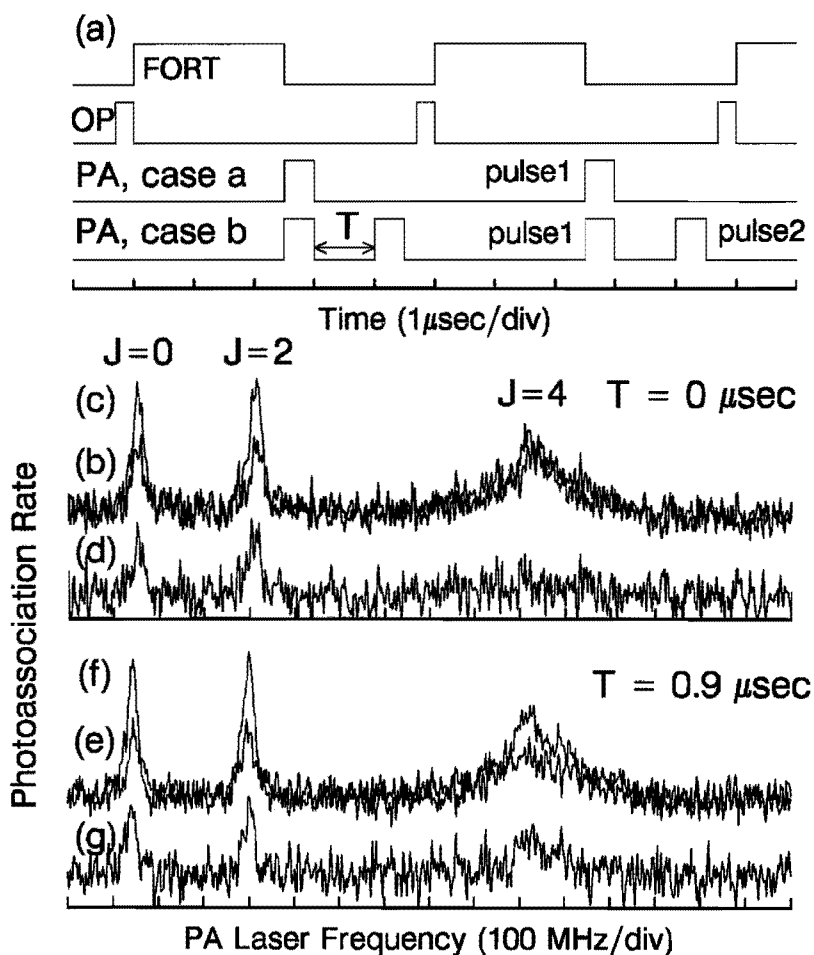 (a)
FORT
OP
PA, case a pulse1
PA, case b T pulse1 pulse2
Time (1μsec/div)
J=0 J=2
(c) J=4 T = 0 μsec
(b)
(d)
(f) T = 0.9 μsec
(e)
(g)
Photoassociation Rate
PA Laser Frequency (100 MHz/div)